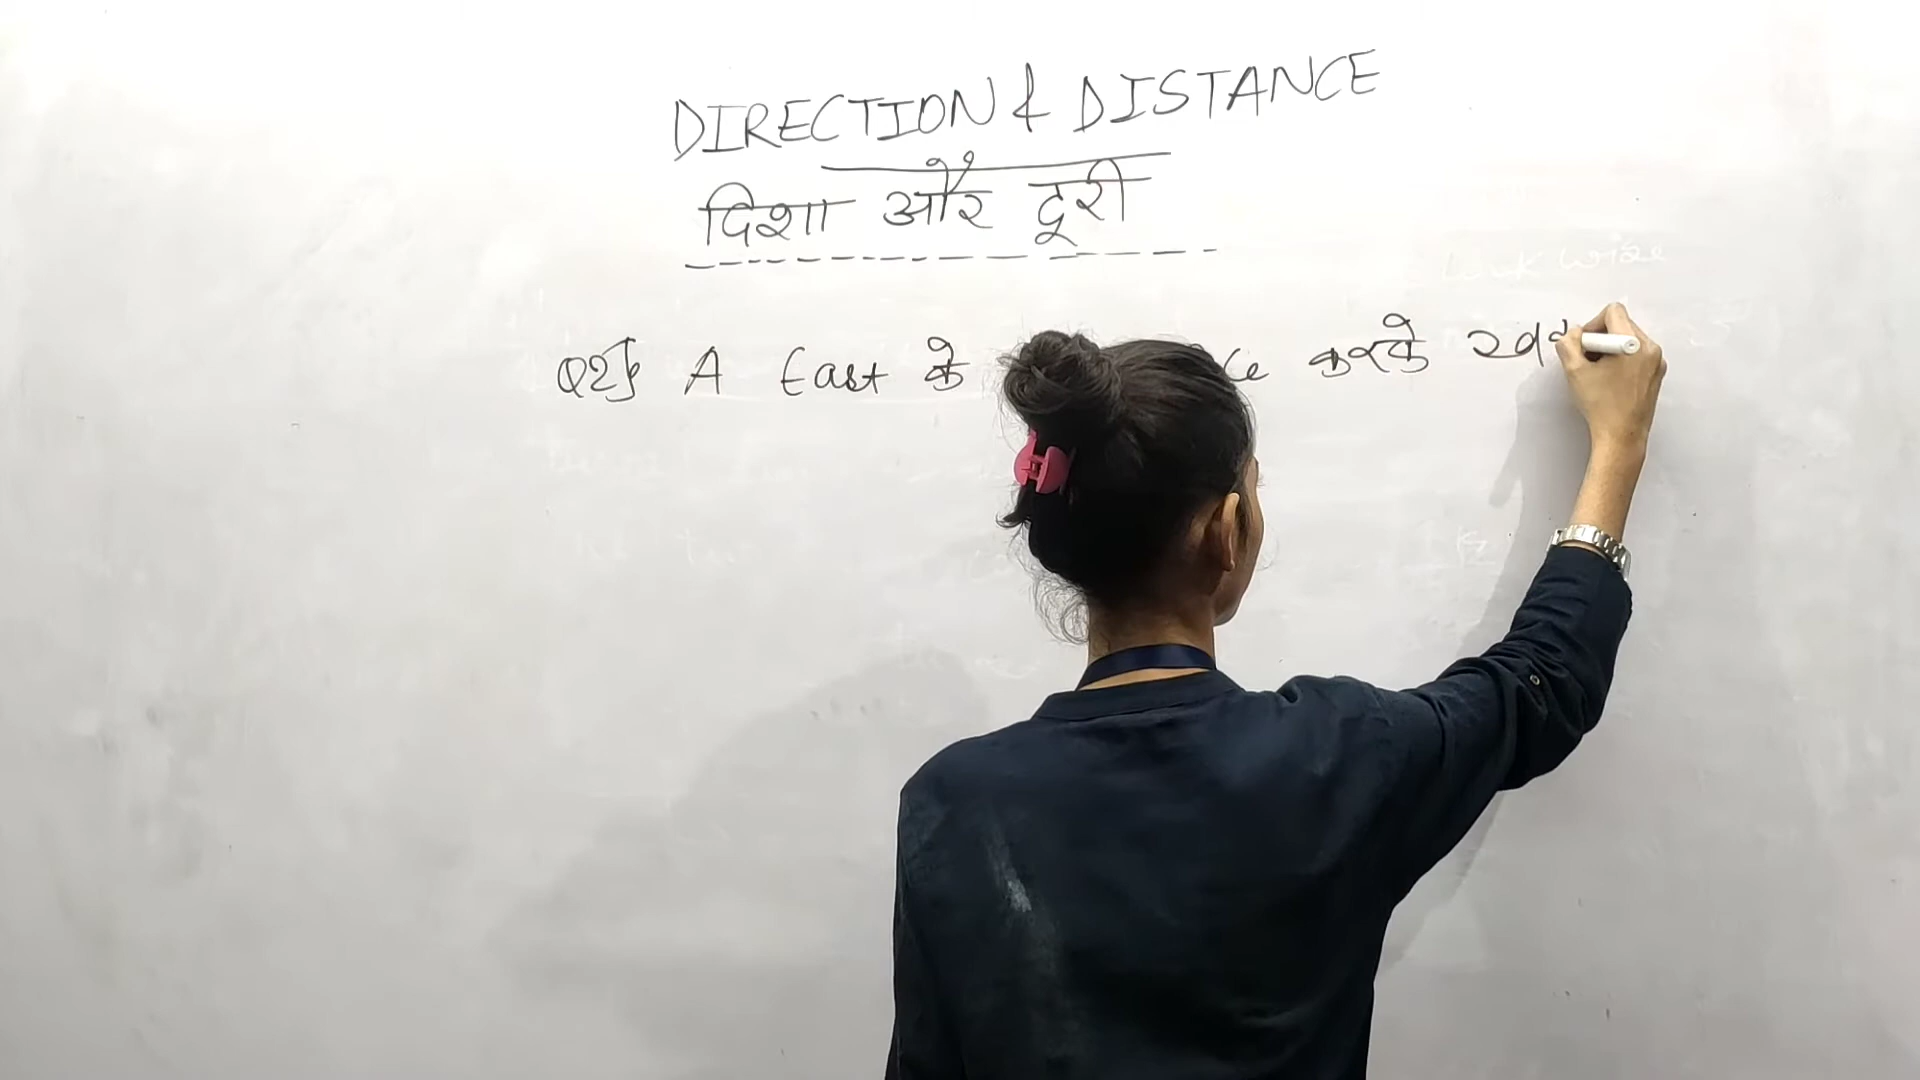 DIRECTION & DISTANCE
दिशा और दूरी
Q2} A East के करके